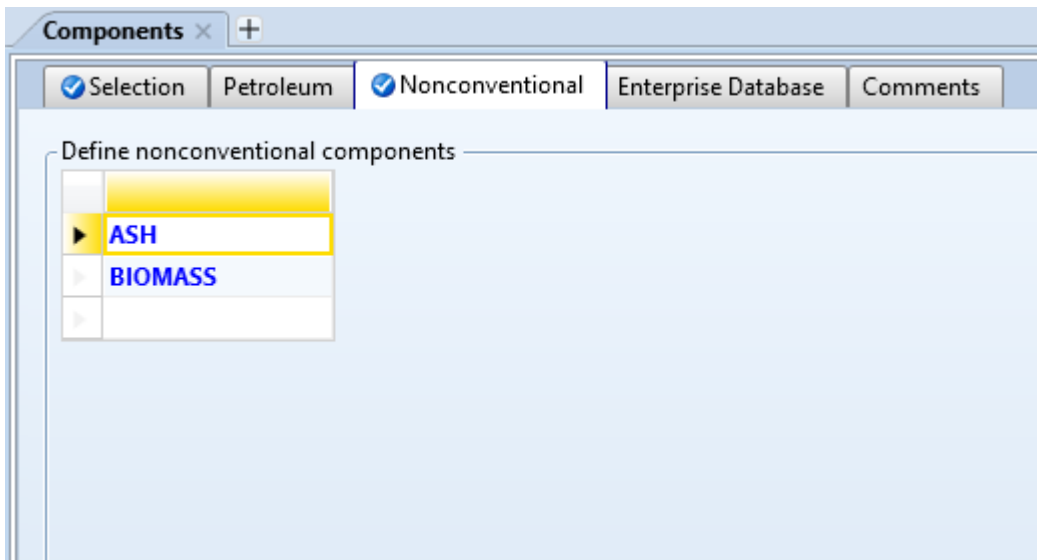 Components
Selection Petroleum Nonconventional Enterprise Database Comments
Define nonconventional components
ASH
BIOMASS